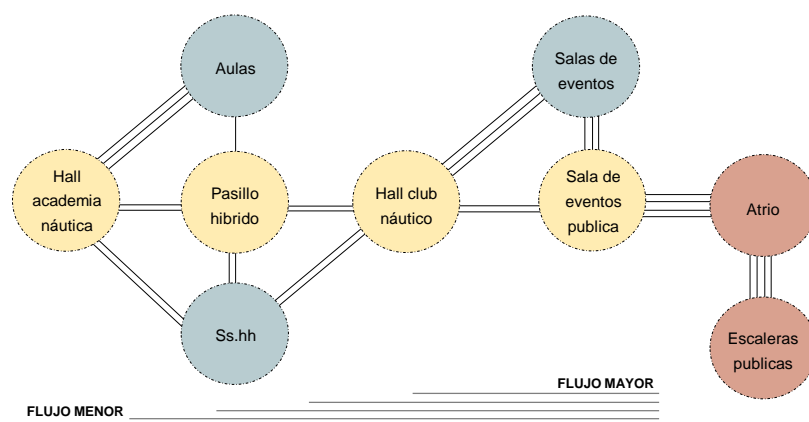 Aulas
Salas de
eventos
Hall
academia
náutica
Pasillo
hibrido
Hall club
náutico
Sala de
eventos
publica
Atrio
Ss.hh
Escaleras
publicas
FLUJO MAYOR
FLUJO MENOR